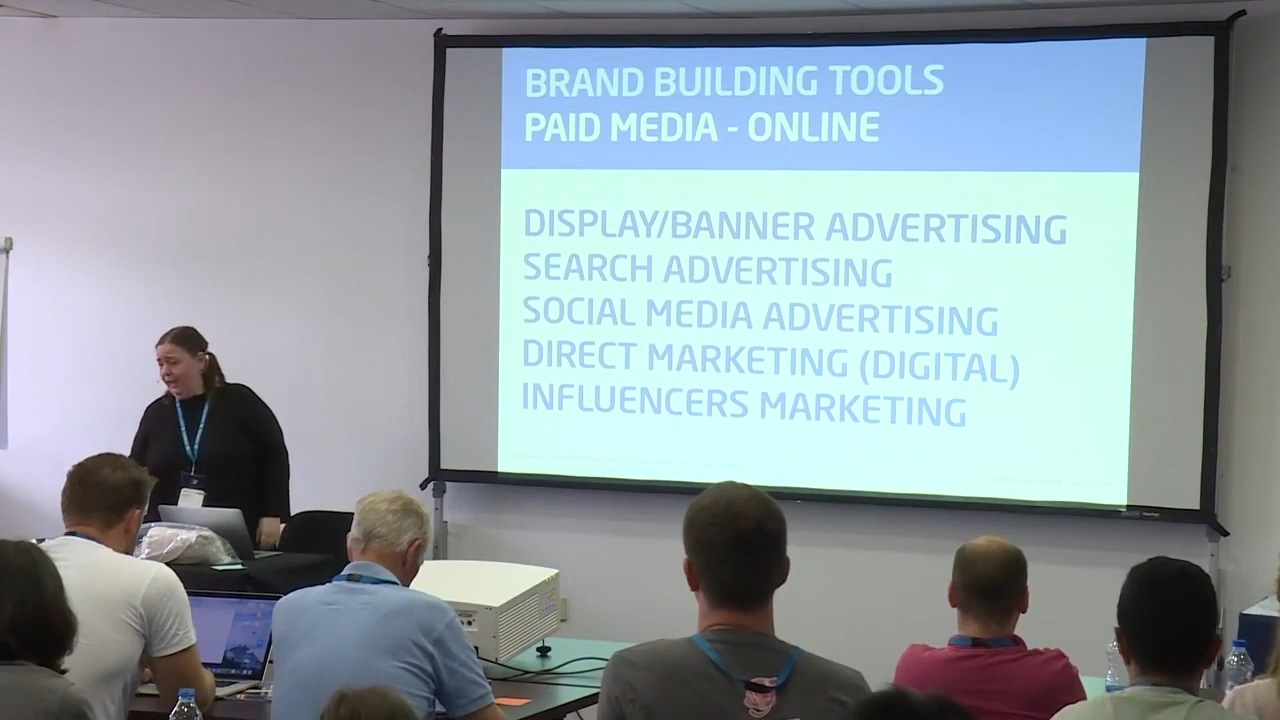 BRAND BUILDING TOOLS
PAID MEDIA - ONLINE
DISPLAY/BANNER ADVERTISING
SEARCH ADVERTISING
SOCIAL MEDIA ADVERTISING
DIRECT MARKETING (DIGITAL)
INFLUENCERS MARKETING